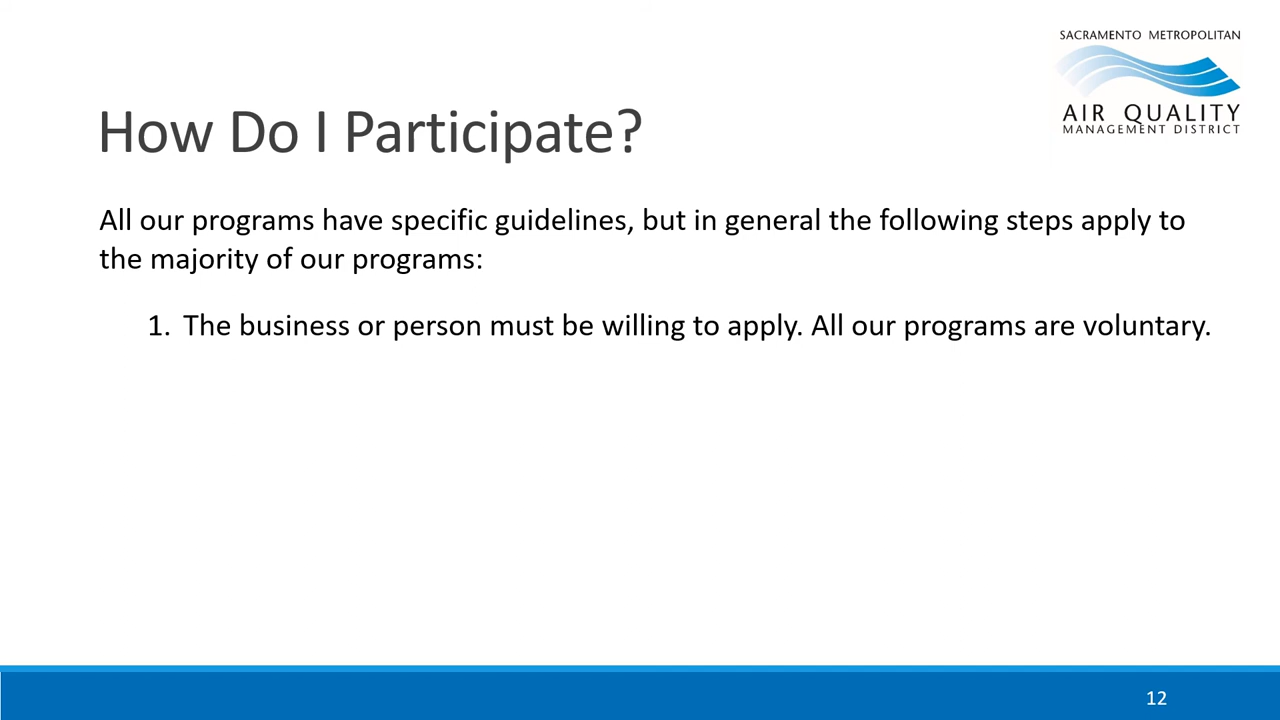 SACRAMENTO METROPOLITAN
AIR QUALITY
MANAGEMENT DISTRICT
How Do I Participate?
All our programs have specific guidelines, but in general the following steps apply to
the majority of our programs:
1. The business or person must be willing to apply. All our programs are voluntary.
12